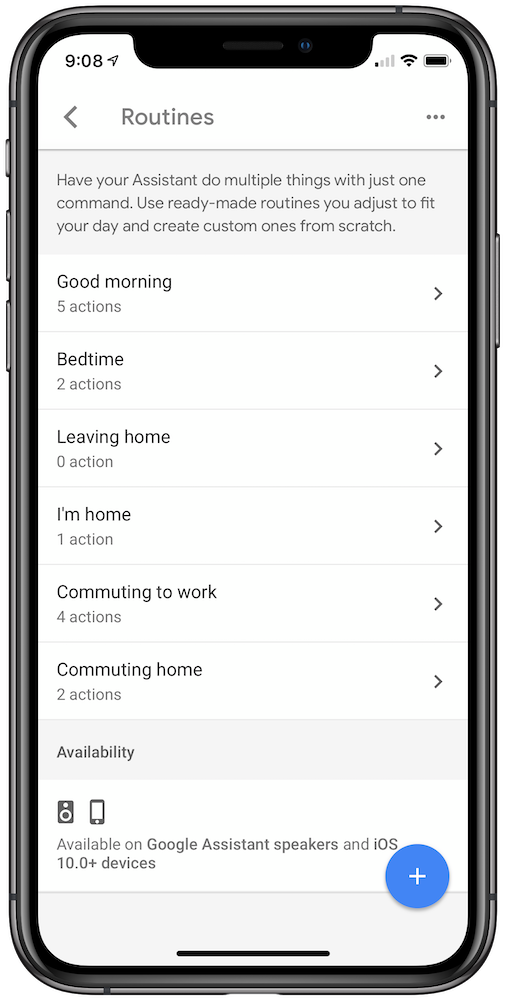 9:08
Routines
Have your Assistant do multiple things with just one
command. Use ready-made routines you adjust to fit
your day and create custom ones from scratch.
Good morning
5 actions
Bedtime
2 actions
Leaving home
0 action
I'm home
1 action
Commuting to work
4 actions
Commuting home
2 actions
Availability
Available on Google Assistant speakers and iOS
10.0+ devices